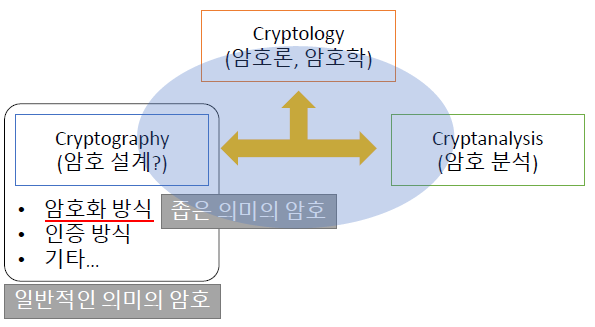 Cryptology
(암호론, 암호학)
Cryptography
(암호 설계?)
Cryptanalysis
(암호 분석)
• 암호화 방식
• 인증 방식
• 기타…
좁은 의미의 암호
일반적인 의미의 암호